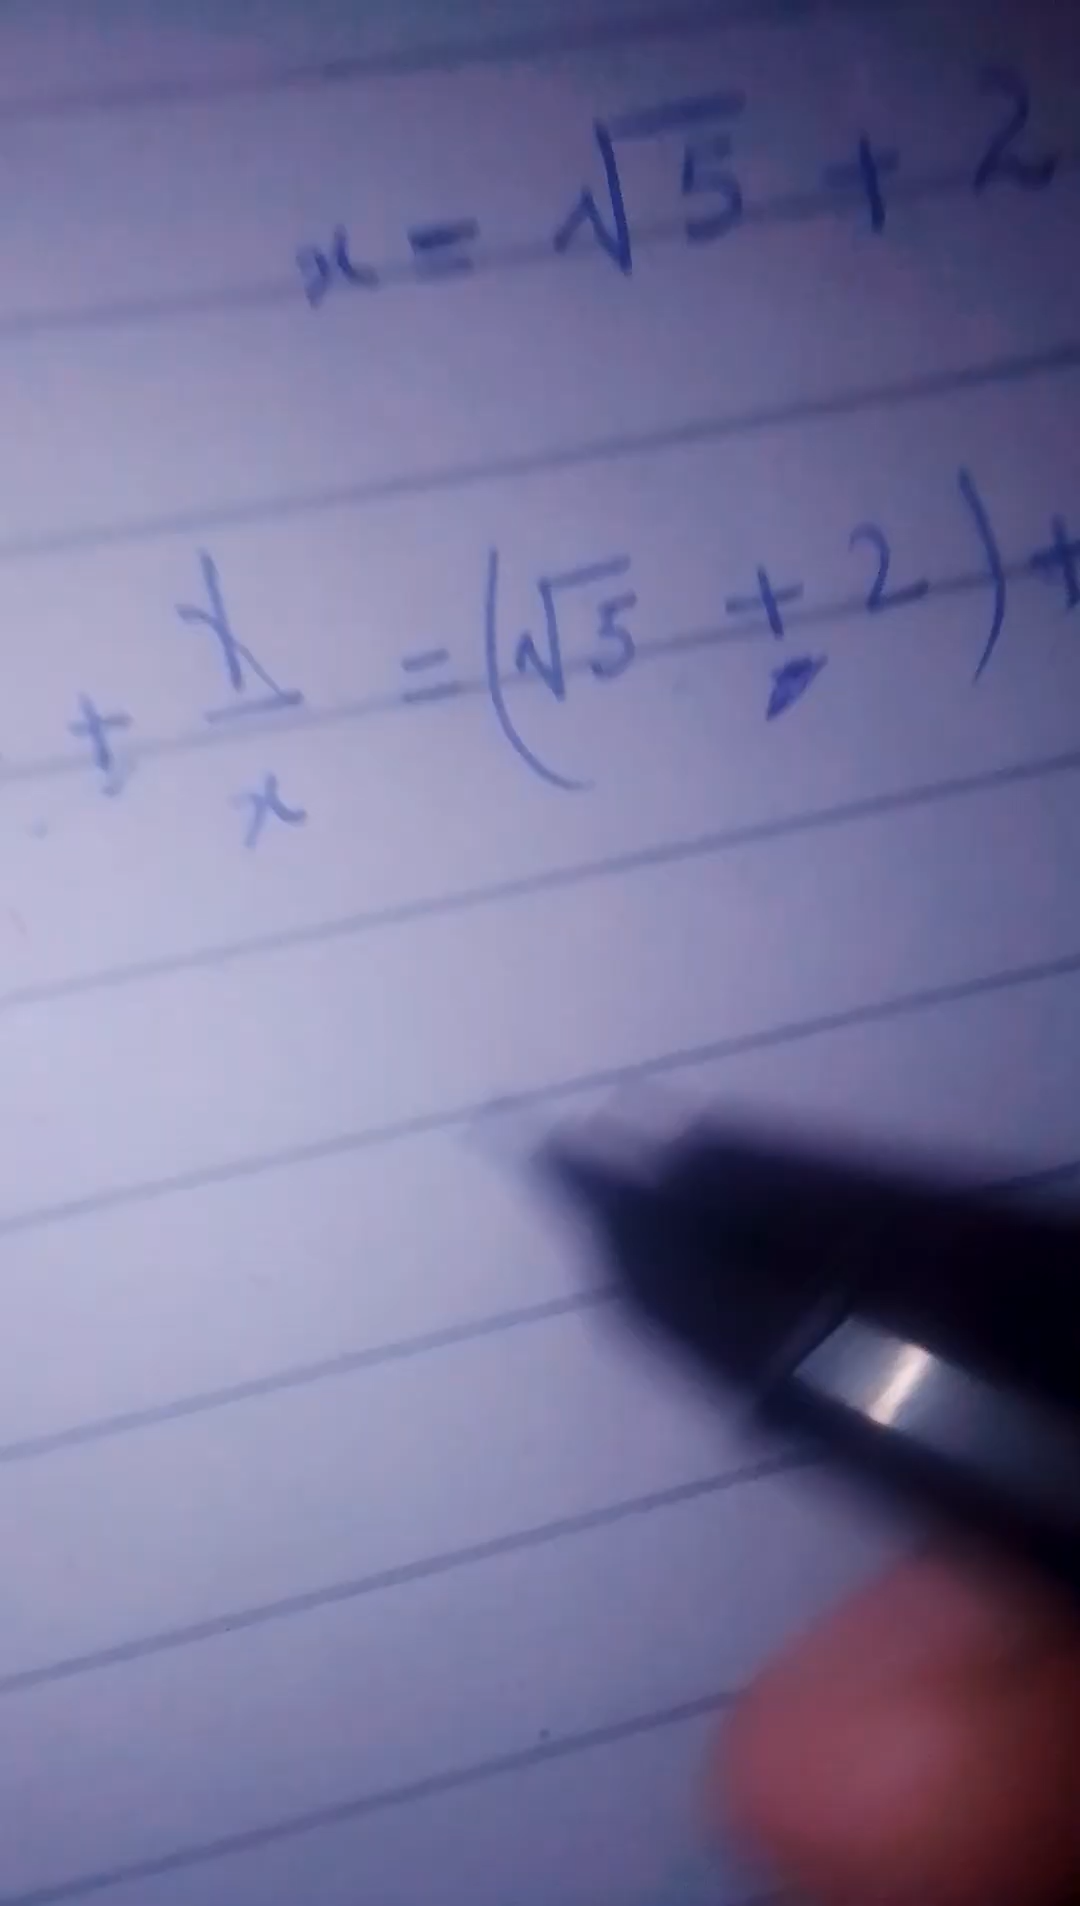 x = √5 + 2
+ 1/x = (√5 + 2) +